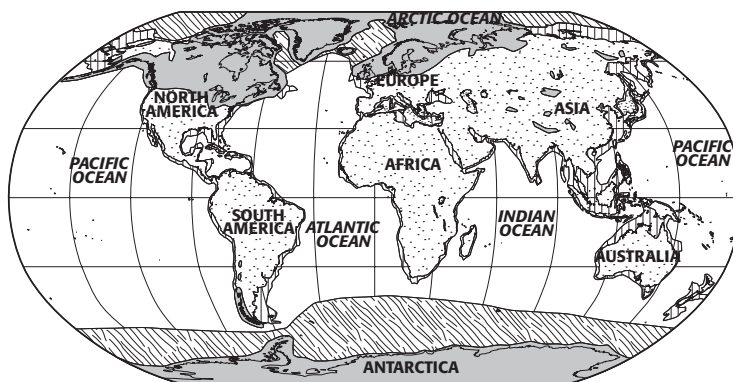 ARCTIC OCEAN
EUROPE
NORTH
AMERICA
ASIA
PACIFIC
OCEAN
AFRICA
PACIFIC
OCEAN
SOUTH
AMERICA
ATLANTIC
OCEAN
INDIAN
OCEAN
AUSTRALIA
ANTARCTICA